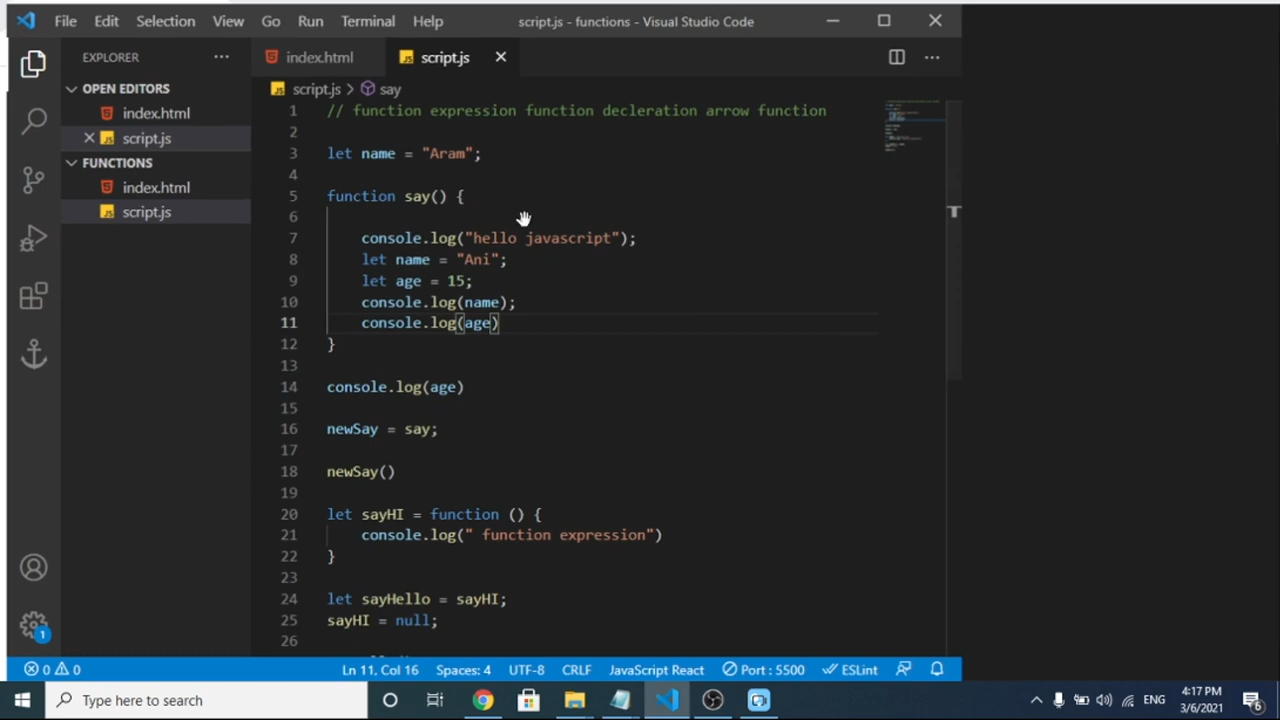 File Edit Selection View Go Run Terminal Help script.js - functions - Visual Studio Code
EXPLORER
index.html script.js
OPEN EDITORS
index.html
script.js
FUNCTIONS
index.html
script.js
script.js > say
1 // function expression function decleration arrow function
2
3 let name = "Aram";
4
5 function say() {
6
7 console.log("hello javascript");
8 let name = "Ani";
9 let age = 15;
10 console.log(name);
11 console.log(age)
12 }
13
14 console.log(age)
15
16 newSay = say;
17
18 newSay()
19
20 let sayHI = function () {
21 console.log(" function expression")
22 }
23
24 let sayHello = sayHI;
25 sayHI = null;
26
1
0 0 Ln 11, Col 16 Spaces: 4 UTF-8 CRLF JavaScript React Port : 5500 ESLint
Type here to search ENG 4:17 PM
3/6/2021 6